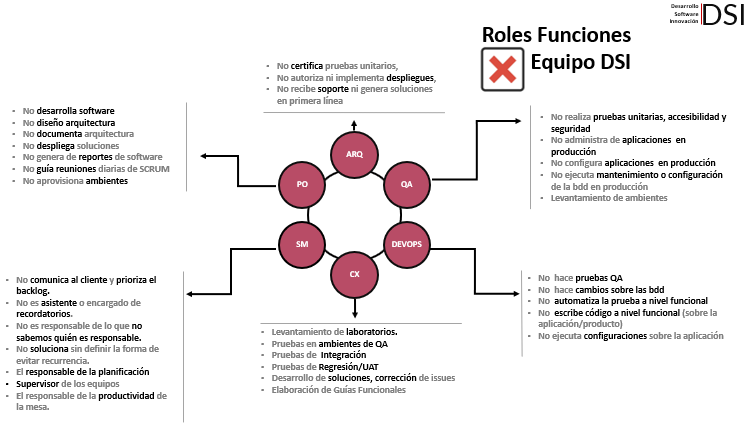 Desarrollo
Software
Innovación
DSI
Roles Funciones
Equipo DSI
• No certifica pruebas unitarios,
• No autoriza ni implementa despliegues,
• No recibe soporte ni genera soluciones
en primera línea
• No desarrolla software
• No diseño arquitectura
• No documenta arquitectura
• No despliega soluciones
• No genera de reportes de software
• No guía reuniones diarias de SCRUM
• No aprovisiona ambientes
• No realiza pruebas unitarias, accesibilidad y
seguridad
• No administra de aplicaciones en
producción
• No configura aplicaciones en producción
• No ejecuta mantenimiento o configuración
de la bdd en producción
• Levantamiento de ambientes
ARQ
PO
QA
SM
DEVOPS
CX
• No comunica al cliente y prioriza el
backlog.
• No es asistente o encargado de
recordatorios.
• No es responsable de lo que no
sabemos quién es responsable.
• No soluciona sin definir la forma de
evitar recurrencia.
• El responsable de la planificación
• Supervisor de los equipos
• El responsable de la productividad de
la mesa.
• Levantamiento de laboratorios.
• Pruebas en ambientes de QA
• Pruebas de Integración
• Pruebas de Regresión/UAT
• Desarrollo de soluciones, corrección de issues
• Elaboración de Guías Funcionales
• No hace pruebas QA
• No hace cambios sobre las bdd
• No automatiza la prueba a nivel functional
• No escribe código a nivel functional (sobre la
aplicación/producto)
• No ejecuta configuraciones sobre la aplicación